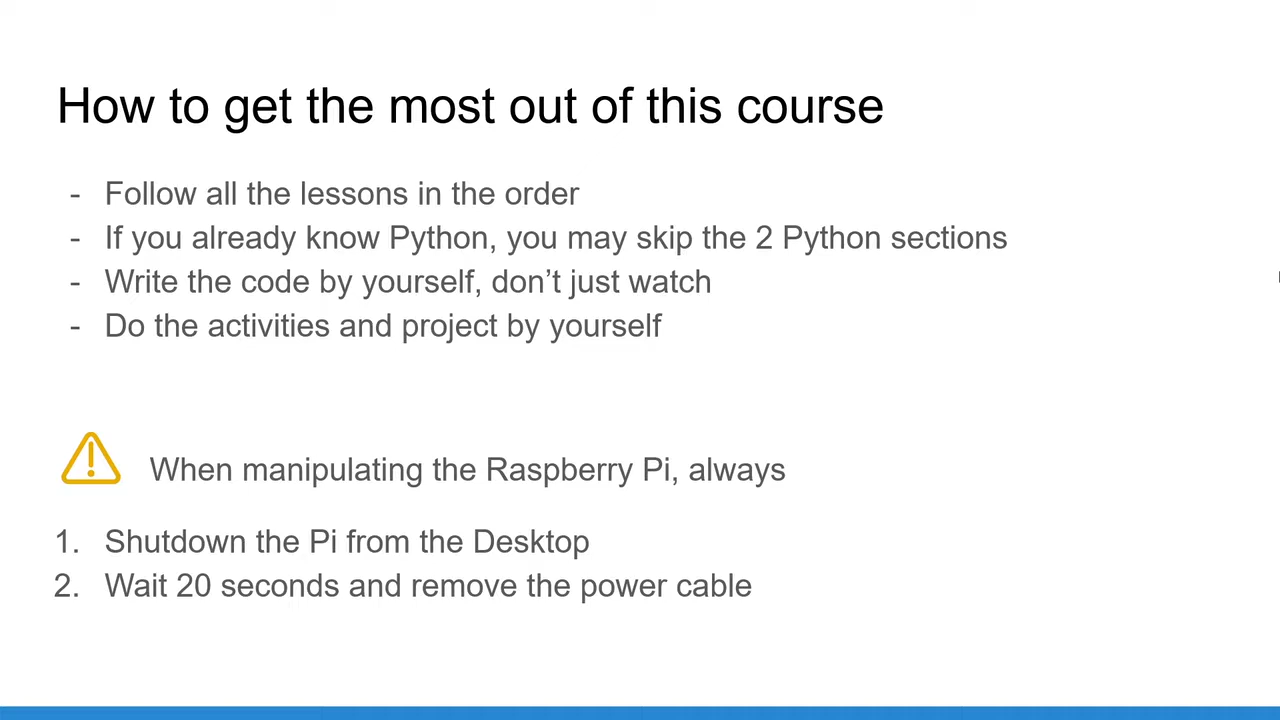 How to get the most out of this course
- Follow all the lessons in the order
- If you already know Python, you may skip the 2 Python sections
- Write the code by yourself, don’t just watch
- Do the activities and project by yourself
When manipulating the Raspberry Pi, always
1. Shutdown the Pi from the Desktop
2. Wait 20 seconds and remove the power cable